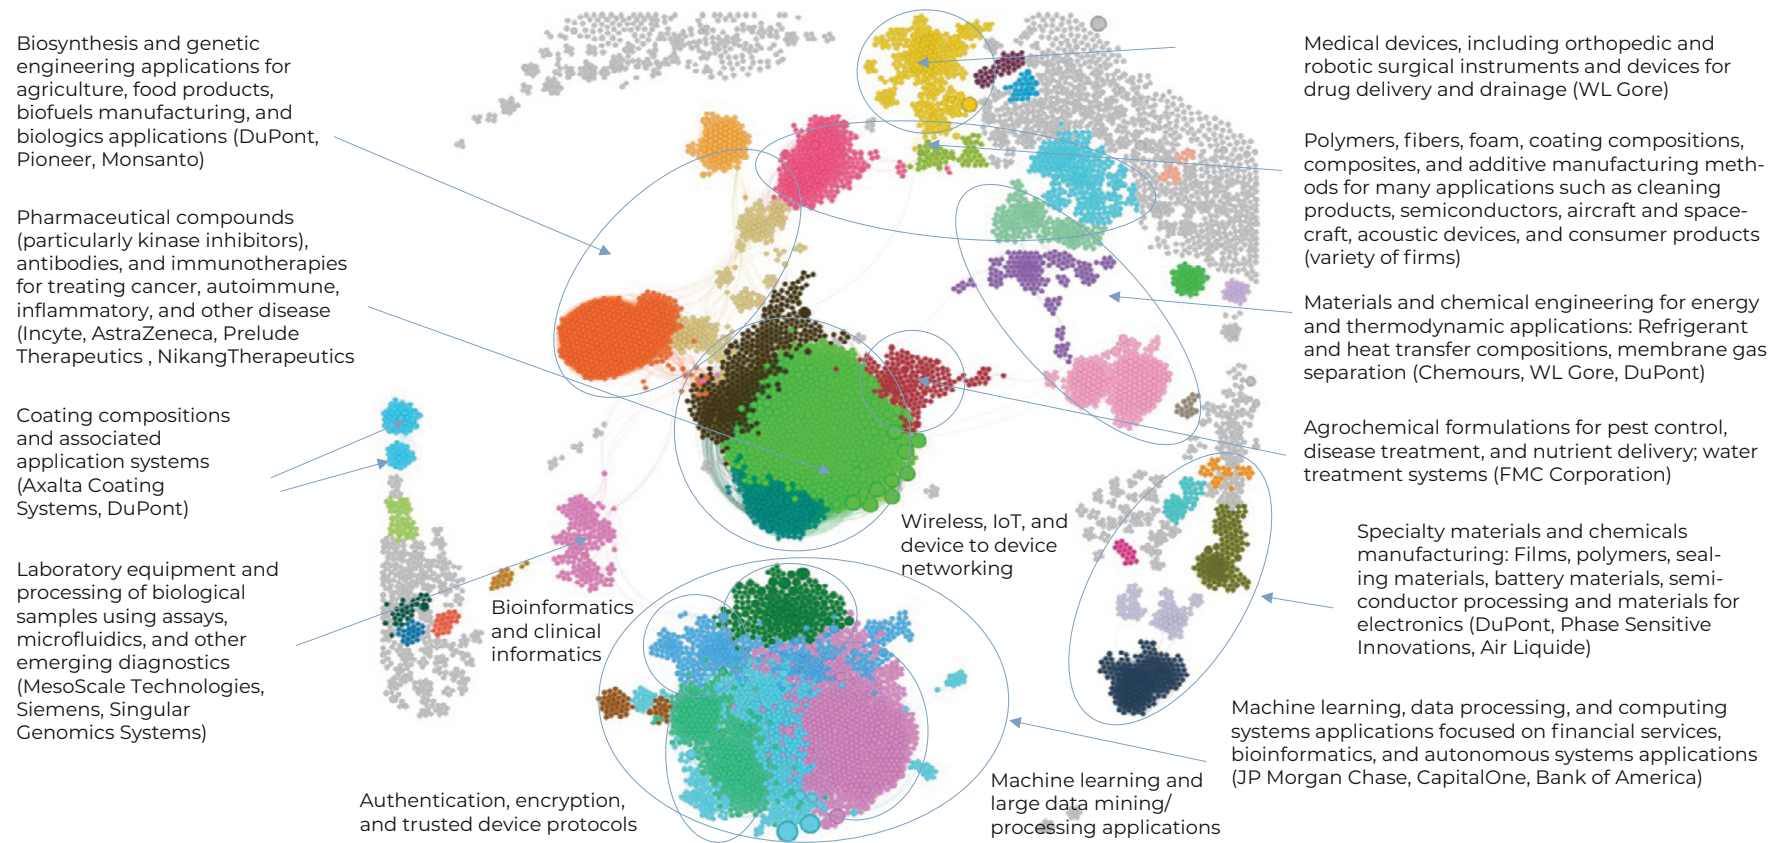 Biosynthesis and genetic
engineering applications for
agriculture, food products,
biofuels manufacturing, and
biologics applications (DuPont,
Pioneer, Monsanto)
Pharmaceutical compounds
(particularly kinase inhibitors),
antibodies, and immunotherapies
for treating cancer, autoimmune,
inflammatory, and other disease
(Incyte, AstraZeneca, Prelude
Therapeutics , NikangTherapeutics
Coating compositions
and associated
application systems
(Axalta Coating
Systems, DuPont)
Laboratory equipment and
processing of biological
samples using assays,
microfluidics, and other
emerging diagnostics
(MesoScale Technologies,
Siemens, Singular
Genomics Systems)
Bioinformatics
and clinical
informatics
Authentication, encryption,
and trusted device protocols
Wireless, IoT, and
device to device
networking
Machine learning and
large data mining/
processing applications
Medical devices, including orthopedic and
robotic surgical instruments and devices for
drug delivery and drainage (WL Gore)
Polymers, fibers, foam, coating compositions,
composites, and additive manufacturing meth-
ods for many applications such as cleaning
products, semiconductors, aircraft and space-
craft, acoustic devices, and consumer products
(variety of firms)
Materials and chemical engineering for energy
and thermodynamic applications: Refrigerant
and heat transfer compositions, membrane gas
separation (Chemours, WL Gore, DuPont)
Agrochemical formulations for pest control,
disease treatment, and nutrient delivery; water
treatment systems (FMC Corporation)
Specialty materials and chemicals
manufacturing: Films, polymers, seal-
ing materials, battery materials, semi-
conductor processing and materials for
electronics (DuPont, Phase Sensitive
Innovations, Air Liquide)
Machine learning, data processing, and computing
systems applications focused on financial services,
bioinformatics, and autonomous systems applications
(JP Morgan Chase, CapitalOne, Bank of America)